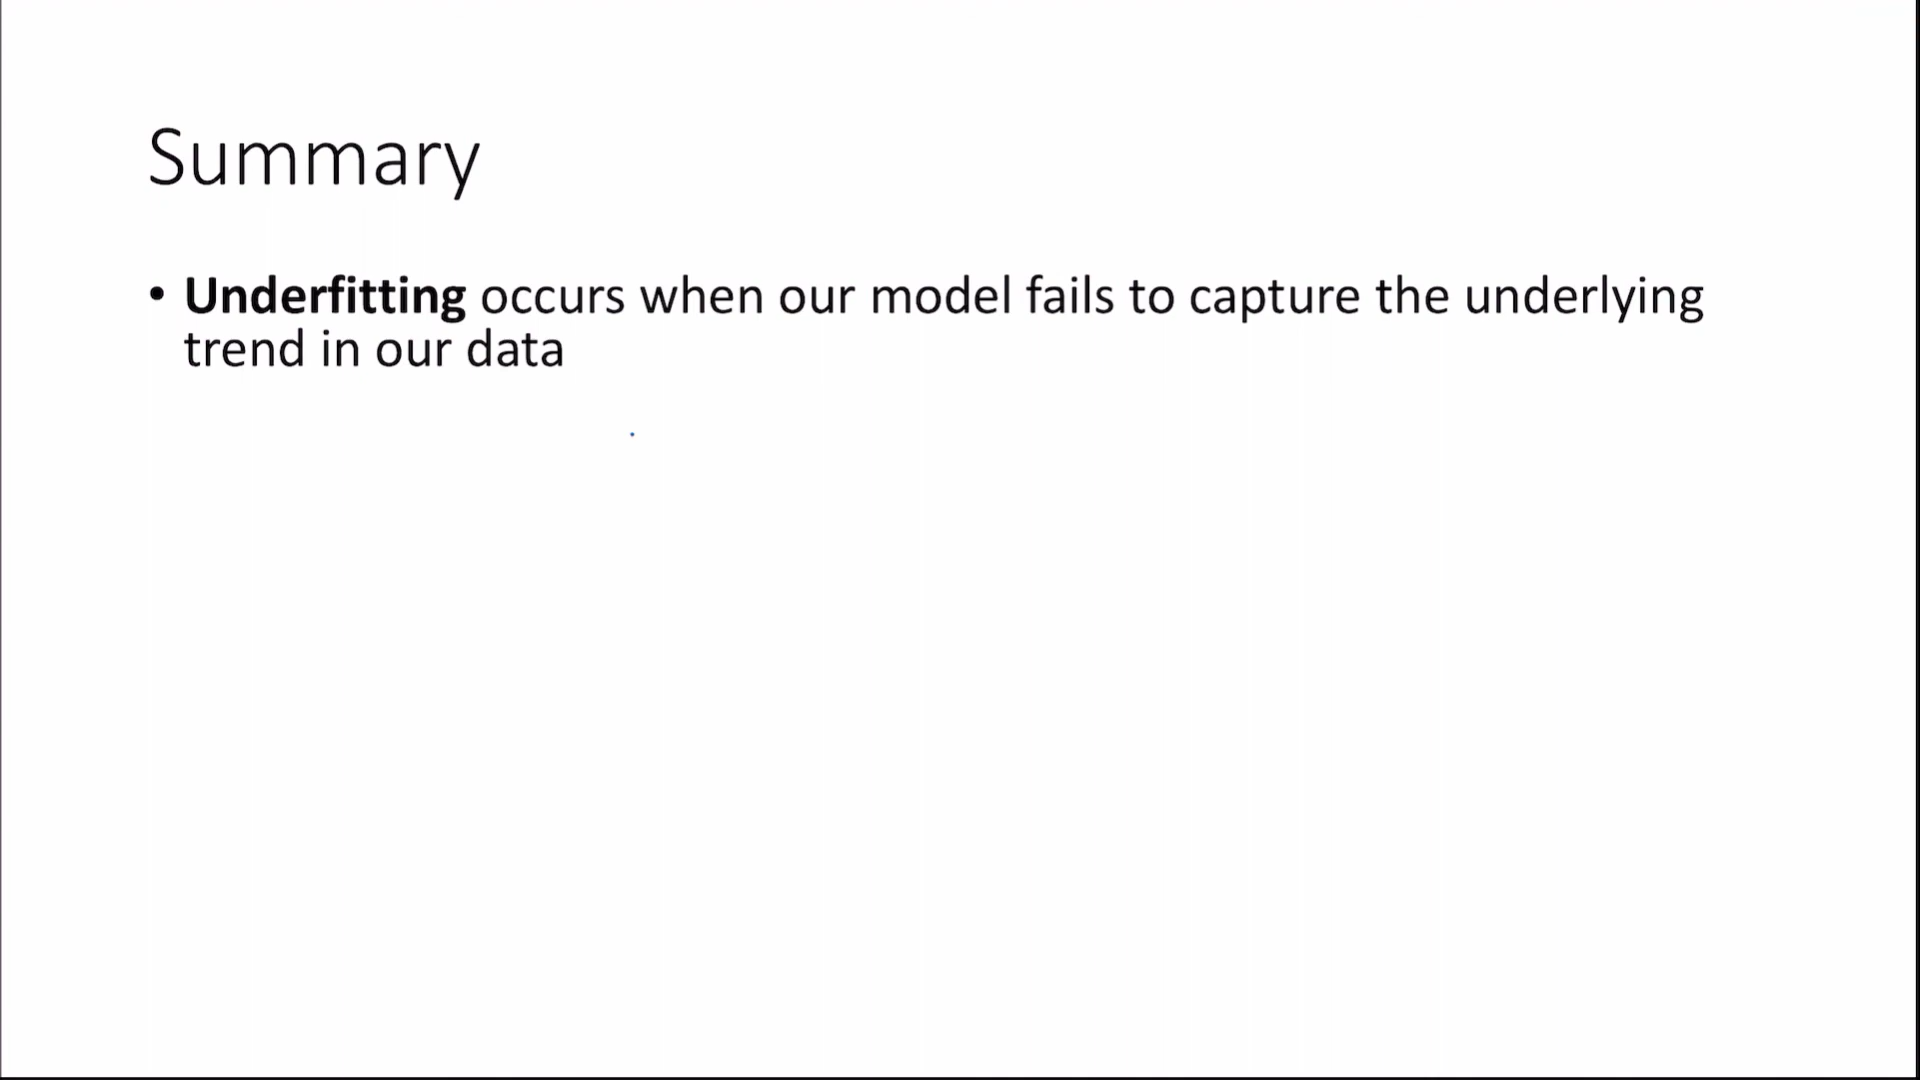 Summary
• Underfitting occurs when our model fails to capture the underlying
trend in our data